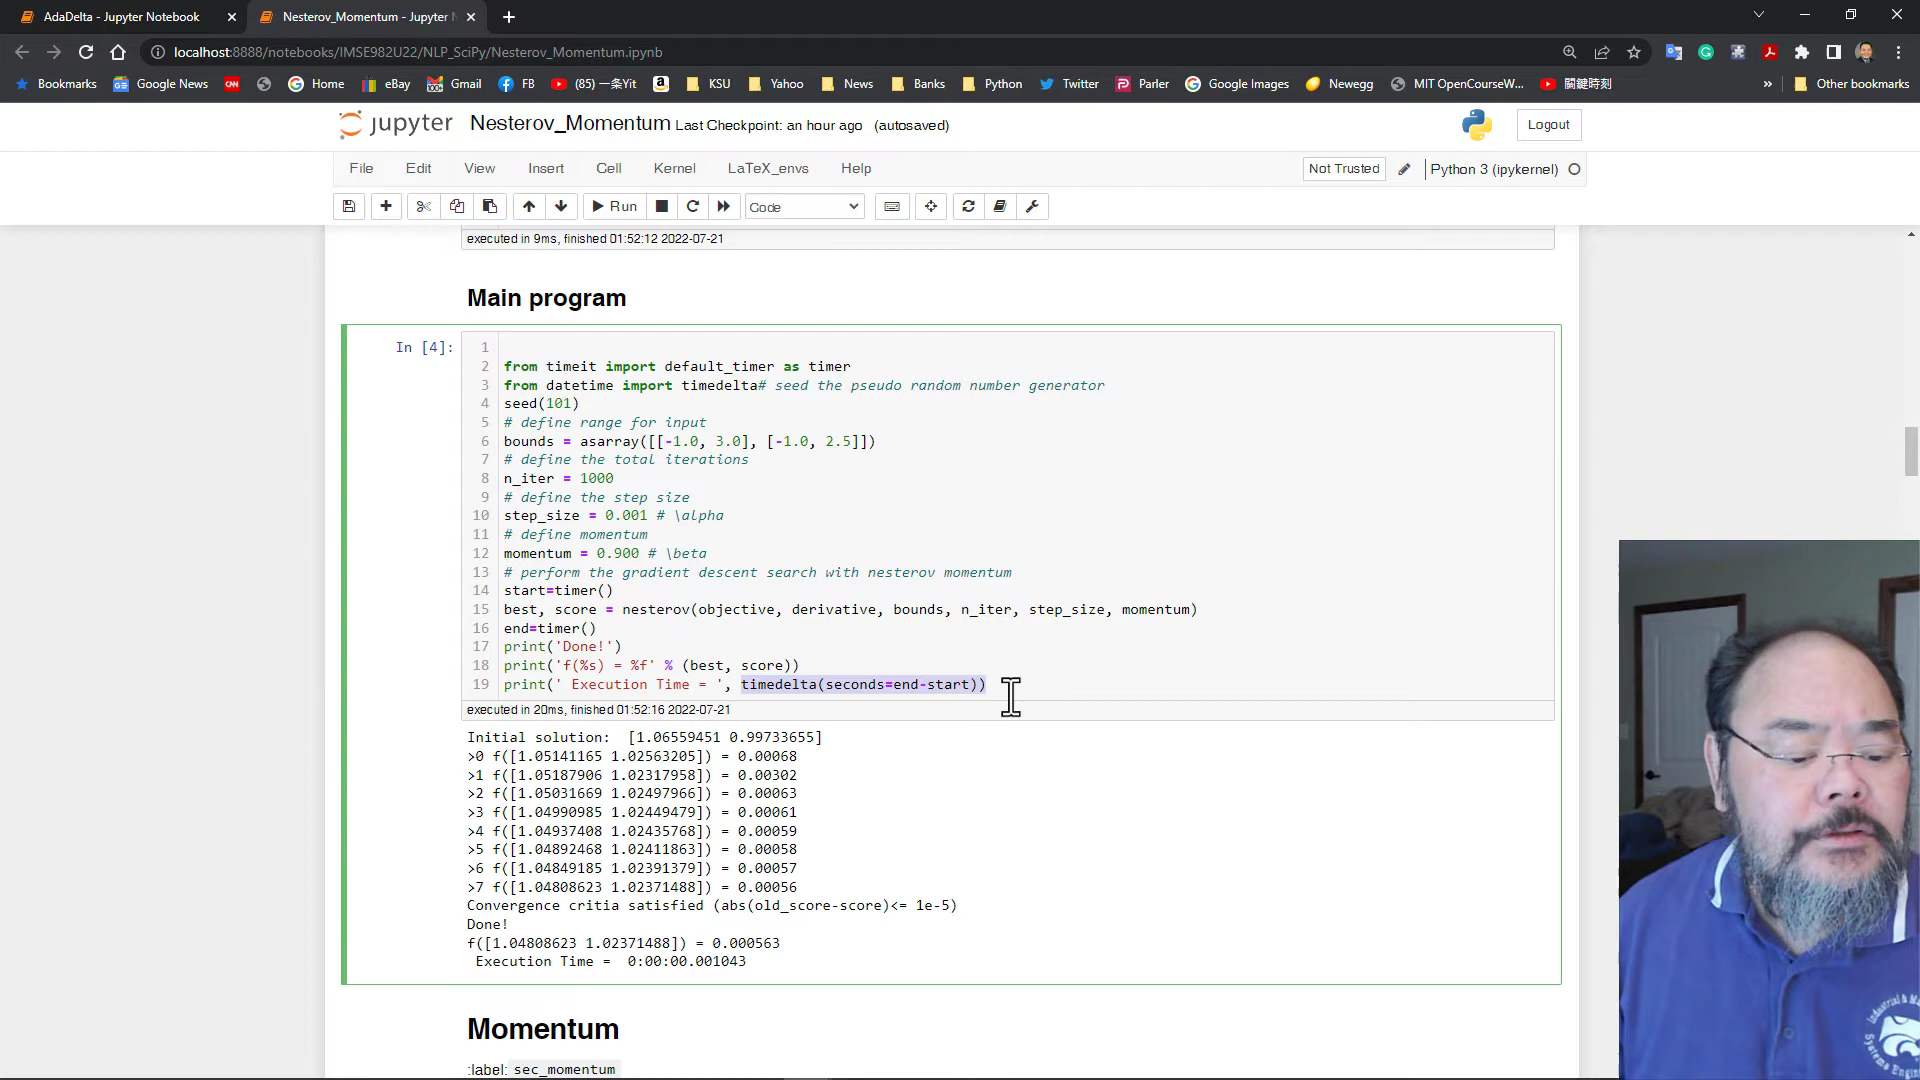 AdaDelta - Jupyter Notebook
Nesterov_Momentum - Jupyter N
localhost:8888/notebooks/IMSE982U22/NLP_SciPy/Nesterov_Momentum.ipynb
Bookmarks Google News CNN Home eBay Gmail FB (85) 一条Yit KSU Yahoo News Banks Python Twitter Parler Google Images Newegg MIT OpenCourseW... 關鍵時刻 » Other bookmarks
jupyter Nesterov_Momentum Last Checkpoint: an hour ago (autosaved) Logout
File Edit View Insert Cell Kernel LaTeX_envs Help Not Trusted Python 3 (ipykernel)
Run Code
executed in 9ms, finished 01:52:12 2022-07-21
Main program
In [4]:
1
2 from timeit import default_timer as timer
3 from datetime import timedelta# seed the pseudo random number generator
4 seed(101)
5 # define range for input
6 bounds = asarray([[-1.0, 3.0], [-1.0, 2.5]])
7 # define the total iterations
8 n_iter = 1000
9 # define the step size
10 step_size = 0.001 # \alpha
11 # define momentum
12 momentum = 0.900 # \beta
13 # perform the gradient descent search with nesterov momentum
14 start=timer()
15 best, score = nesterov(objective, derivative, bounds, n_iter, step_size, momentum)
16 end=timer()
17 print('Done!')
18 print('f(%s) = %f' % (best, score))
19 print(' Execution Time = ', timedelta(seconds=end-start))
executed in 20ms, finished 01:52:16 2022-07-21
Initial solution:  [1.06559451 0.99733655]
>0 f([1.05141165 1.02563205]) = 0.00068
>1 f([1.05187906 1.02317958]) = 0.00302
>2 f([1.05031669 1.02497966]) = 0.00063
>3 f([1.04990985 1.02449479]) = 0.00061
>4 f([1.04937408 1.02435768]) = 0.00059
>5 f([1.04892468 1.02411863]) = 0.00058
>6 f([1.04849185 1.02391379]) = 0.00057
>7 f([1.04808623 1.02371488]) = 0.00056
Convergence critia satisfied (abs(old_score-score)<= 1e-5)
Done!
f([1.04808623 1.02371488]) = 0.000563
Execution Time =  0:00:00.001043
Momentum
:label: sec_momentum